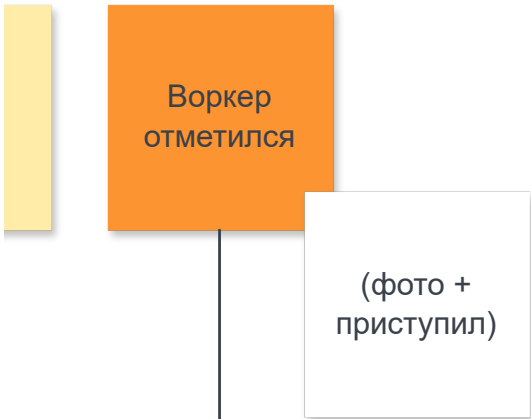 Воркер
отметился
(фото +
приступил)